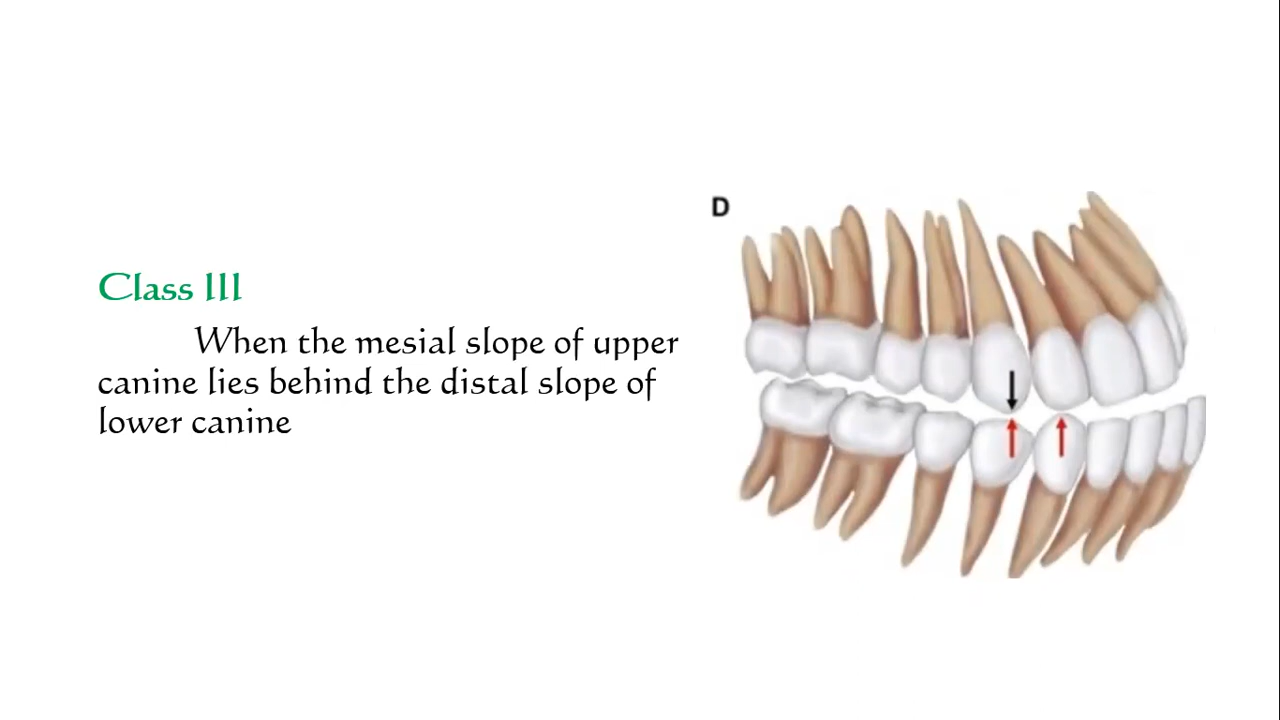 Class III
When the mesial slope of upper
canine lies behind the distal slope of
lower canine
D